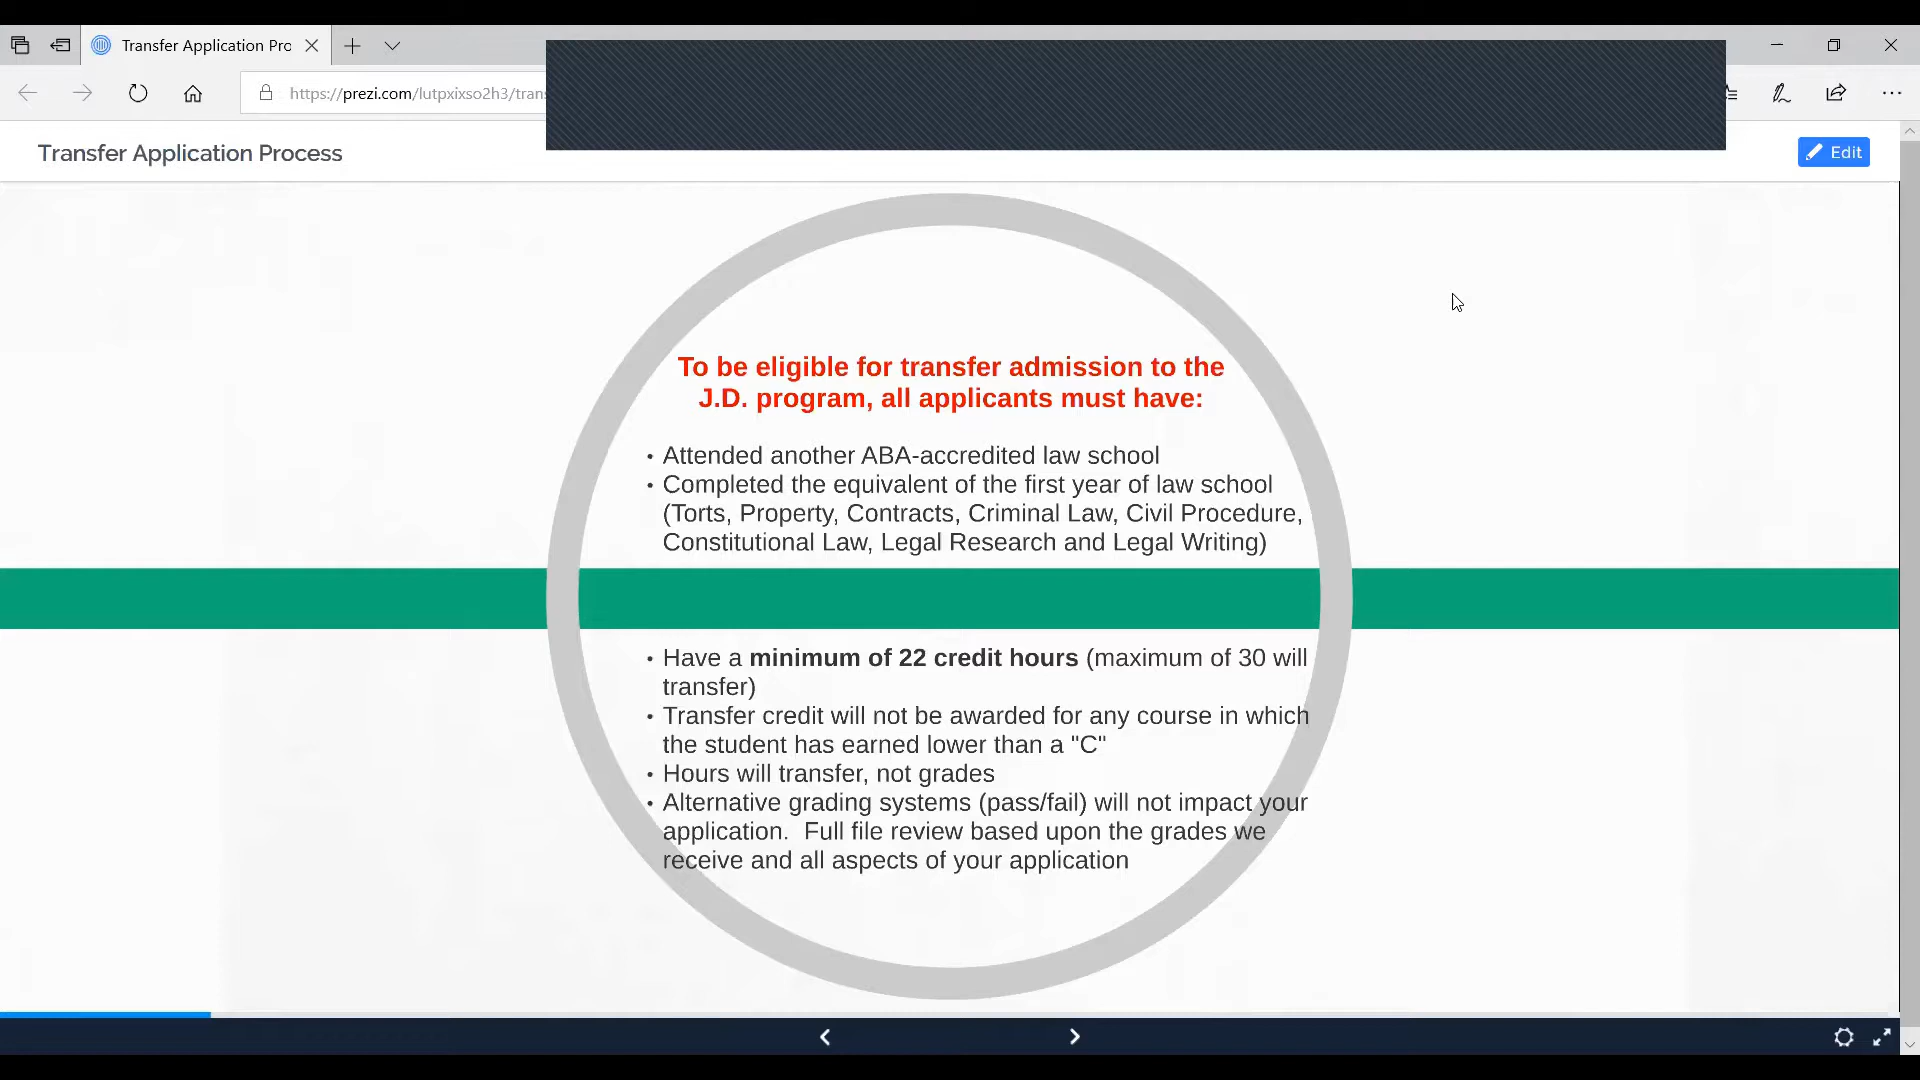 Transfer Application Pro
https://prezi.com/lutpxixso2h3/tran
Transfer Application Process
Edit
To be eligible for transfer admission to the
J.D. program, all applicants must have:
• Attended another ABA-accredited law school
• Completed the equivalent of the first year of law school
(Torts, Property, Contracts, Criminal Law, Civil Procedure,
Constitutional Law, Legal Research and Legal Writing)
• Have a minimum of 22 credit hours (maximum of 30 will
transfer)
• Transfer credit will not be awarded for any course in which
the student has earned lower than a "C"
• Hours will transfer, not grades
• Alternative grading systems (pass/fail) will not impact your
application.  Full file review based upon the grades we
receive and all aspects of your application